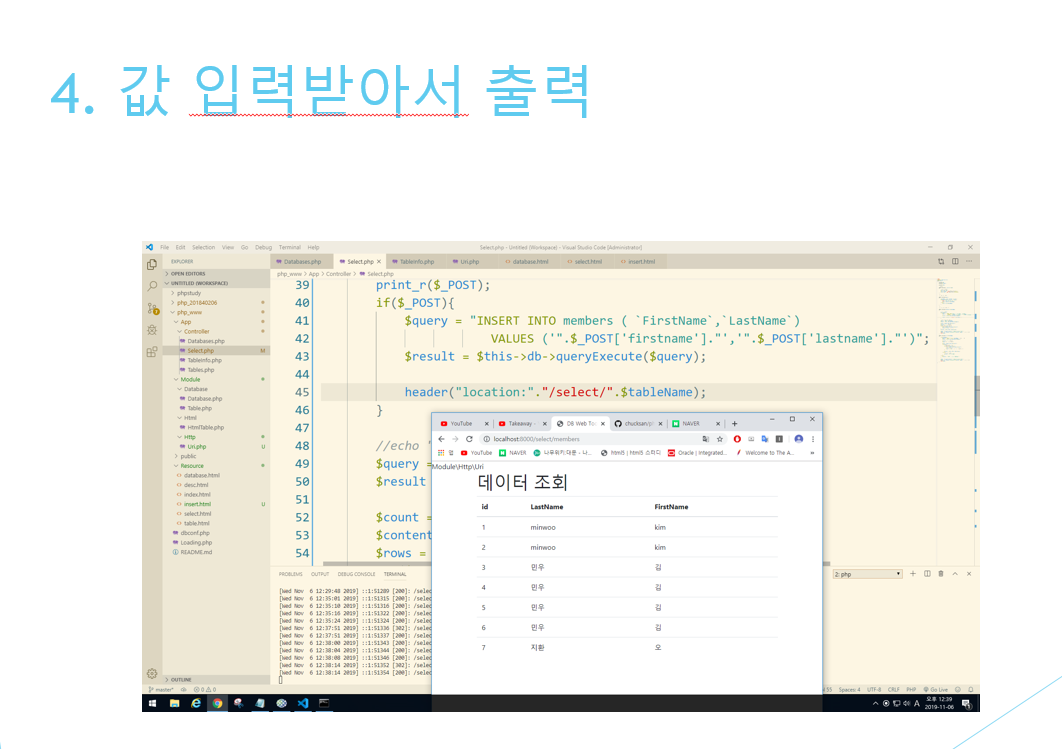 4. 값 입력받아서 출력
File Edit Selection View Go Debug Terminal Help
Select.php - Untitled (Workspace) - Visual Studio Code [Administrator]
EXPLORER
Databases.php
Select.php
TableInfo.php
Uri.php
database.html
select.html
insert.html
OPEN EDITORS
UNTITLED (WORKSPACE)
phpstudy
php_201840206
php_www
App
Controller
Databases.php
Select.php M
TableInfo.php
Tables.php
Module
Database
Database.php
Table.php
Html
HtmlTable.php
Http
Uri.php U
public
Resource
database.html
desc.html
index.html
insert.html U
select.html
table.html
dbconf.php
Loading.php
README.md
OUTLINE
php_www > App > Controller > Select.php
39 print_r($_POST);
40 if($_POST){
41 $query = "INSERT INTO members ( `FirstName`,`LastName`)
42 VALUES ('".$_POST['firstname']."','".$_POST['lastname']."')";
43 $result = $this->db->queryExecute($query);
44
45 header("location:"."/select/".$tableName);
46 }
47
48 //echo "
49 $query =
50 $result
51
52 $count =
53 $content
54 $rows =
PROBLEMS OUTPUT DEBUG CONSOLE TERMINAL
2: php
[Wed Nov 6 12:29:48 2019] ::1:51289 [200]: /selec
[Wed Nov 6 12:35:01 2019] ::1:51315 [200]: /selec
[Wed Nov 6 12:35:10 2019] ::1:51316 [200]: /selec
[Wed Nov 6 12:35:16 2019] ::1:51322 [200]: /selec
[Wed Nov 6 12:35:24 2019] ::1:51324 [200]: /selec
[Wed Nov 6 12:37:51 2019] ::1:51336 [302]: /selec
[Wed Nov 6 12:37:51 2019] ::1:51337 [200]: /selec
[Wed Nov 6 12:38:00 2019] ::1:51343 [200]: /selec
[Wed Nov 6 12:38:04 2019] ::1:51344 [200]: /selec
[Wed Nov 6 12:38:08 2019] ::1:51346 [200]: /selec
[Wed Nov 6 12:38:14 2019] ::1:51352 [302]: /selec
[Wed Nov 6 12:38:14 2019] ::1:51354 [200]: /selec
YouTube
Takeaway
DB Web To
chucksan/p
NAVER
localhost:8000/select/members
앱 YouTube NAVER 나무위키:대문 - 나... html5 | html5 스터디 Oracle | Integrated... Welcome to The A...
Module\Http\Uri
데이터 조회
id LastName FirstName
1 minwoo kim
2 minwoo kim
3 민우 김
4 민우 김
5 민우 김
6 민우 김
7 지환 오
master* 0 0
Spaces: 4 UTF-8 CRLF PHP Go Live
A 오후 12:39
2019-11-06